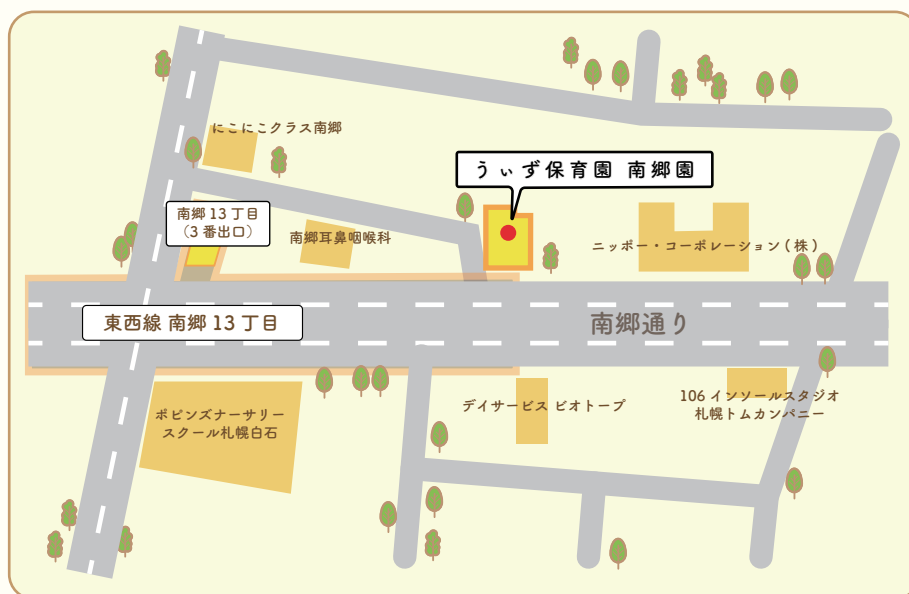 にこにこクラス南郷
うぃず保育園 南郷園
南郷 13 丁目
（3 番出口）
南郷耳鼻咽喉科
ニッポー・コーポレーション（株）
東西線 南郷 13 丁目
南郷通り
ポピンズナーサリー
スクール札幌白石
デイサービス ビオトープ
106 インソールスタジオ
札幌トムカンパニー